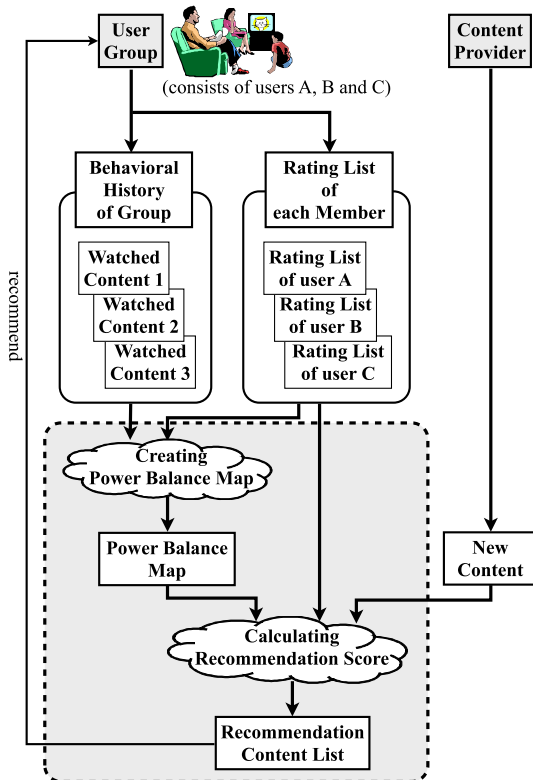 User
Group
Content
Provider
(consists of users A, B and C)
Behavioral
History
of Group
Rating List
of
each Member
Watched
Content 1
Watched
Content 2
Watched
Content 3
Rating List
of user A
Rating List
of user B
Rating List
of user C
recommend
Creating
Power Balance Map
Power Balance
Map
New
Content
Calculating
Recommendation Score
Recommendation
Content List